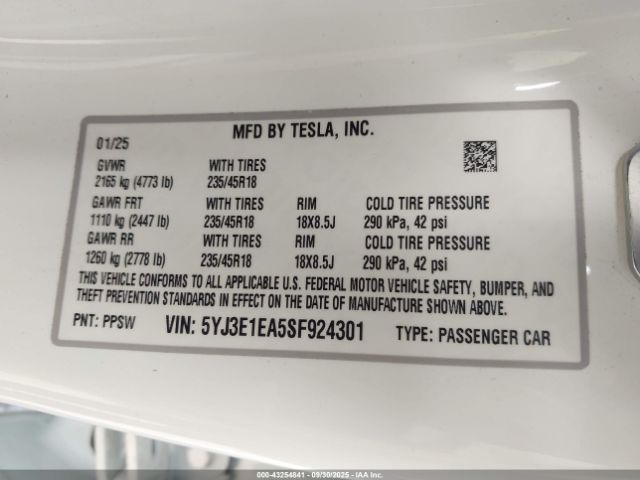 01/25 MFD BY TESLA, INC.
GVWR WITH TIRES
2165 kg (4773 lb) 235/45R18
GAWR FRT WITH TIRES RIM COLD TIRE PRESSURE
1110 kg (2447 lb) 235/45R18 18X8.5J 290 kPa, 42 psi
GAWR RR WITH TIRES RIM COLD TIRE PRESSURE
1260 kg (2778 lb) 235/45R18 18X8.5J 290 kPa, 42 psi
THIS VEHICLE CONFORMS TO ALL APPLICABLE U.S. FEDERAL MOTOR VEHICLE SAFETY, BUMPER, AND
THEFT PREVENTION STANDARDS IN EFFECT ON THE DATE OF MANUFACTURE SHOWN ABOVE.
PNT: PPSW VIN: 5YJ3E1EA5SF924301 TYPE: PASSENGER CAR
000 - 43254841 - 09/30/2025 - IAA Inc.